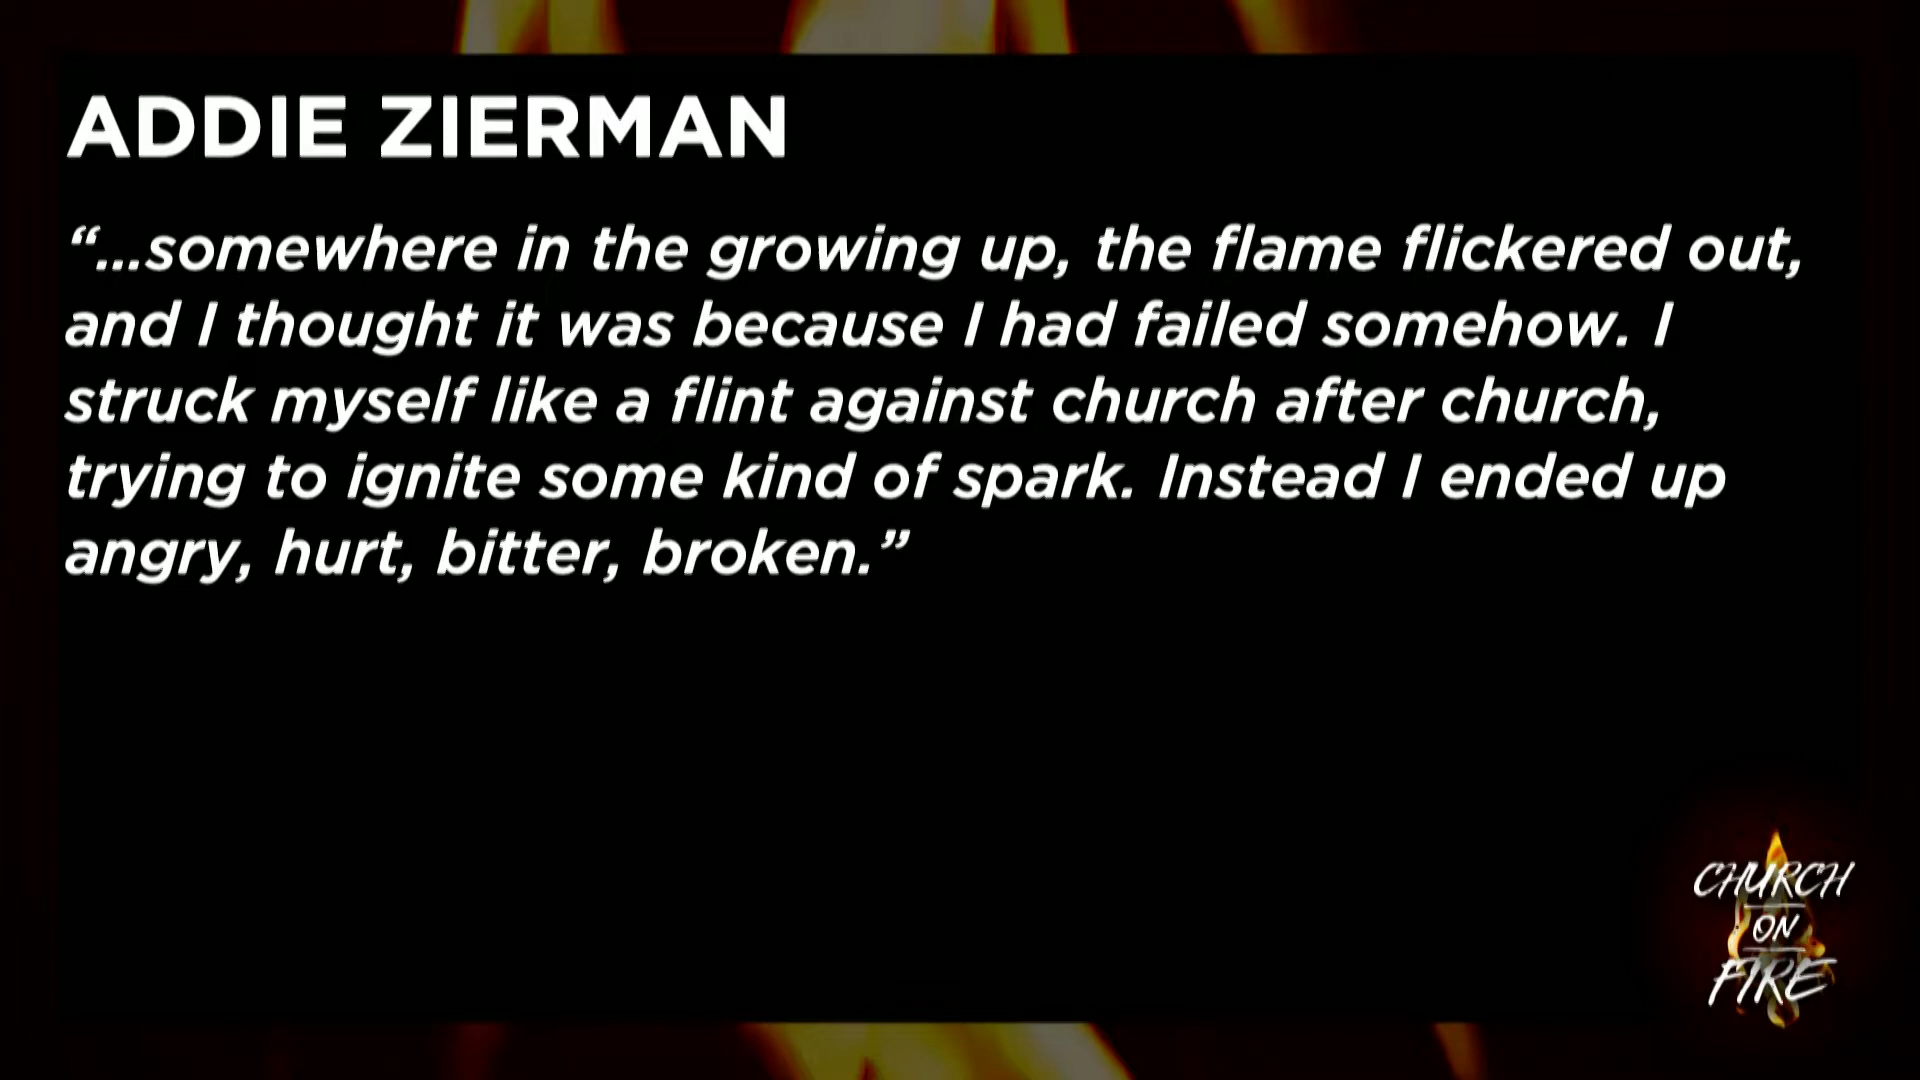 ADDIE ZIERMAN
“...somewhere in the growing up, the flame flickered out,
and I thought it was because I had failed somehow. I
struck myself like a flint against church after church,
trying to ignite some kind of spark. Instead I ended up
angry, hurt, bitter, broken.”
CHURCH
ON
FIRE